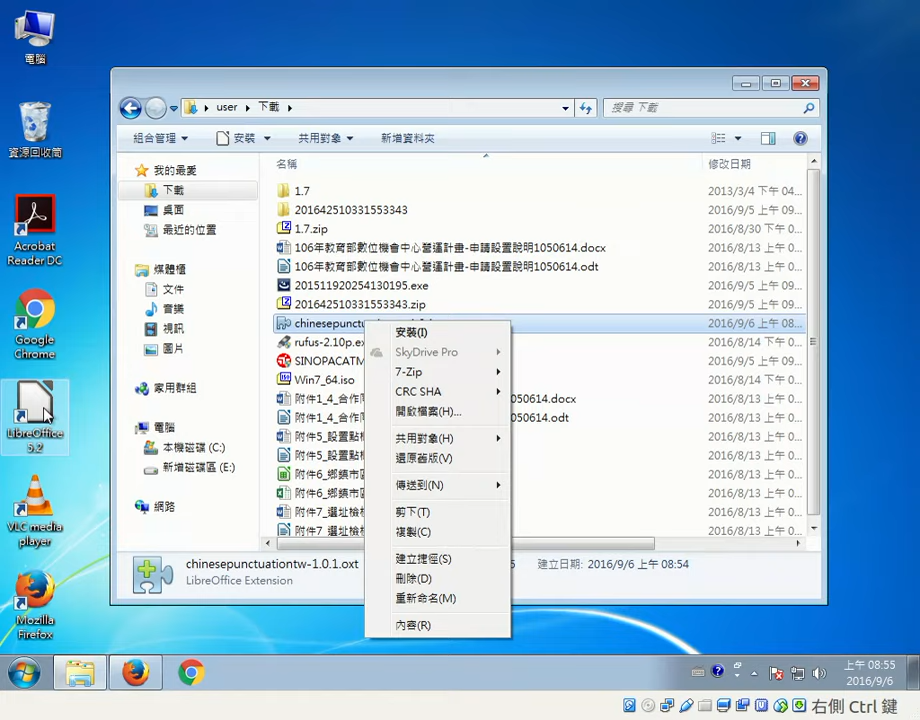 電腦
資源回收筒
Acrobat
Reader DC
Google
Chrome
LibreOffice
5.2
VLC media
player
Mozilla
Firefox
user
下載
搜尋 下載
組合管理
安裝
共用對象
新增資料夾
我的最愛
下載
桌面
最近的位置
媒體櫃
文件
音樂
視訊
圖片
家用群組
電腦
本機磁碟 (C:)
新增磁碟區 (E:)
網路
名稱
修改日期
1.7
2013/3/4 下午 04...
201642510331553343
2016/9/5 上午 09...
1.7.zip
2016/8/30 下午 0...
106年教育部數位機會中心營運計畫-申請設置說明1050614.docx
2016/8/13 上午 0...
106年教育部數位機會中心營運計畫-申請設置說明1050614.odt
2016/8/13 上午 0...
201511920254130195.exe
2016/9/6 上午 08...
201642510331553343.zip
2016/9/5 上午 09...
chinesepunctu
2016/9/6 上午 08...
rufus-2.10p.ex
2016/8/14 下午 0...
SINOPACATM
2016/8/13 上午 0...
Win7_64.iso
2016/8/14 下午 0...
附件1_4_合作
050614.docx
2016/8/13 上午 0...
附件1_4_合作
050614.odt
2016/8/13 上午 0...
附件5_設置點
2016/8/13 上午 0...
附件5_設置點
2016/8/13 上午 0...
附件6_鄉鎮市
2016/8/13 上午 0...
附件6_鄉鎮市
2016/8/13 上午 0...
附件7_選址檢
2016/8/13 上午 0...
附件7_選址檢
2016/8/13 上午 0...
安裝(I)
SkyDrive Pro
7-Zip
CRC SHA
開啟檔案(H)...
共用對象(H)
還原舊版(V)
傳送到(N)
剪下(T)
複製(C)
建立捷徑(S)
刪除(D)
重新命名(M)
內容(R)
chinesepunctuationtw-1.0.1.oxt
LibreOffice Extension
建立日期: 2016/9/6 上午 08:54
上午 08:55
2016/9/6
右側 Ctrl 鍵